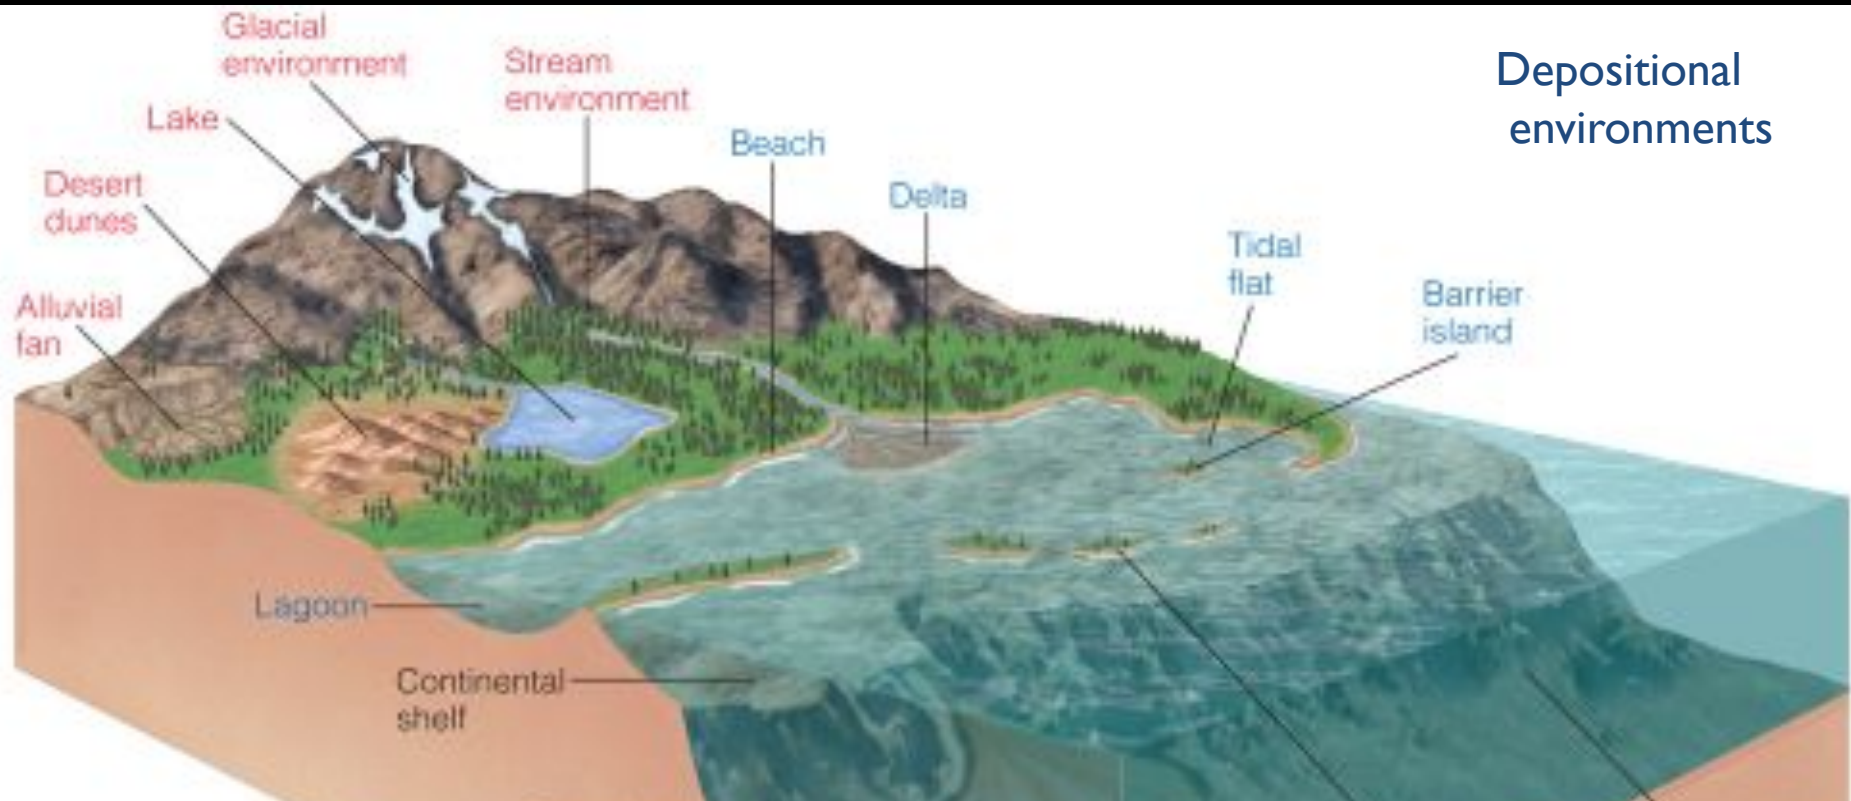 Depositional
environments
Glacial
environment
Stream
environment
Lake
Beach
Desert
dunes
Delta
Tidal
flat
Barrier
island
Alluvial
fan
Lagoon
Continental
shelf